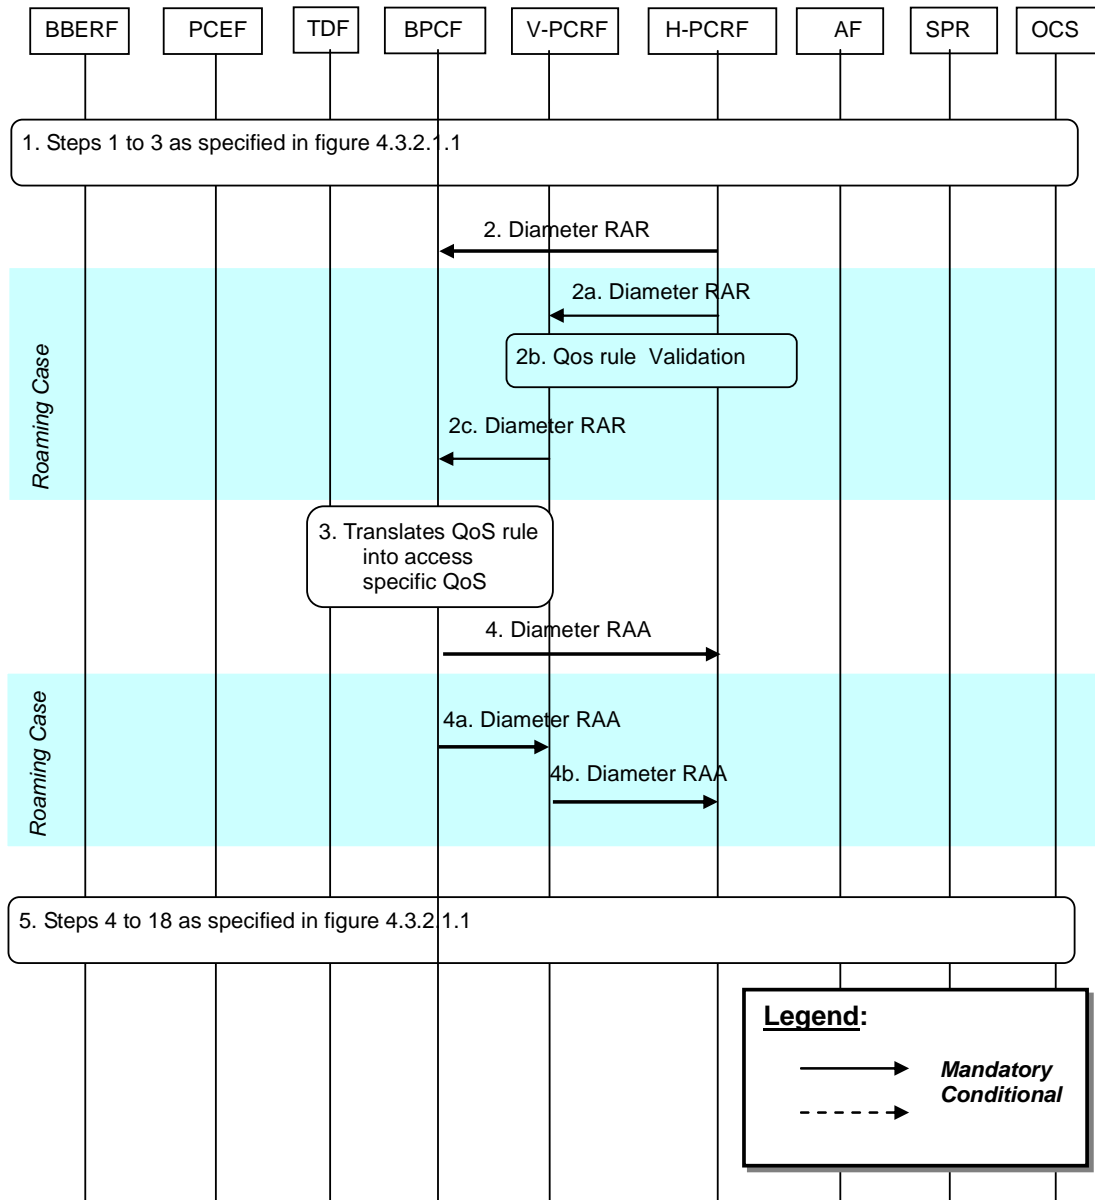 BBERF
PCEF
TDF
BPCF
V-PCRF
H-PCRF
AF
SPR
OCS
1. Steps 1 to 3 as specified in figure 4.3.2.1.1
2. Diameter RAR
Roaming Case
2a. Diameter RAR
2b. Qos rule Validation
2c. Diameter RAR
3. Translates QoS rule
into access
specific QoS
4. Diameter RAA
Roaming Case
4a. Diameter RAA
4b. Diameter RAA
5. Steps 4 to 18 as specified in figure 4.3.2.1.1
Legend:
Mandatory
Conditional